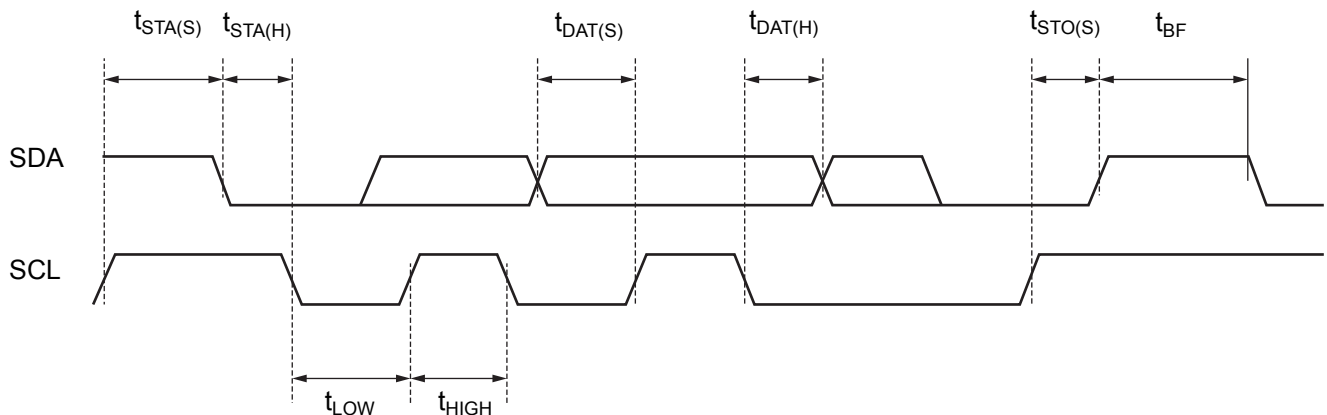 tSTA(S) tSTA(H) tDAT(S) tDAT(H) tSTO(S) tBF
SDA
SCL
tLOW tHIGH